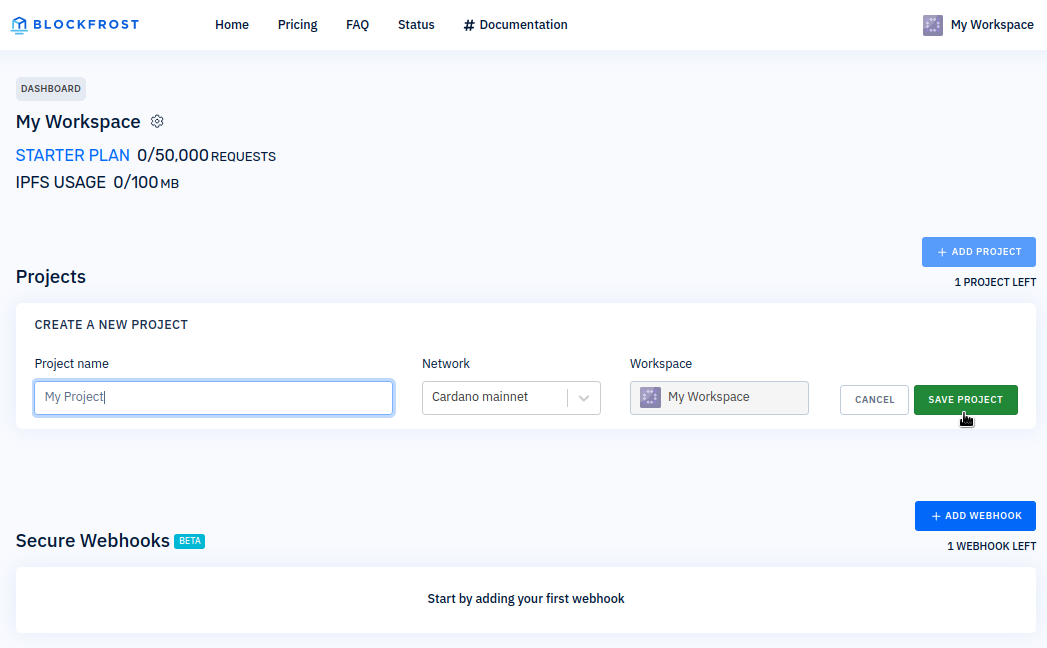 BLOCKFROST Home Pricing FAQ Status # Documentation My Workspace
DASHBOARD
My Workspace
STARTER PLAN 0/50,000 REQUESTS
IPFS USAGE 0/100 MB
+ ADD PROJECT
Projects
1 PROJECT LEFT
CREATE A NEW PROJECT
Project name Network Workspace
My Project Cardano mainnet My Workspace CANCEL SAVE PROJECT
+ ADD WEBHOOK
Secure Webhooks BETA
1 WEBHOOK LEFT
Start by adding your first webhook